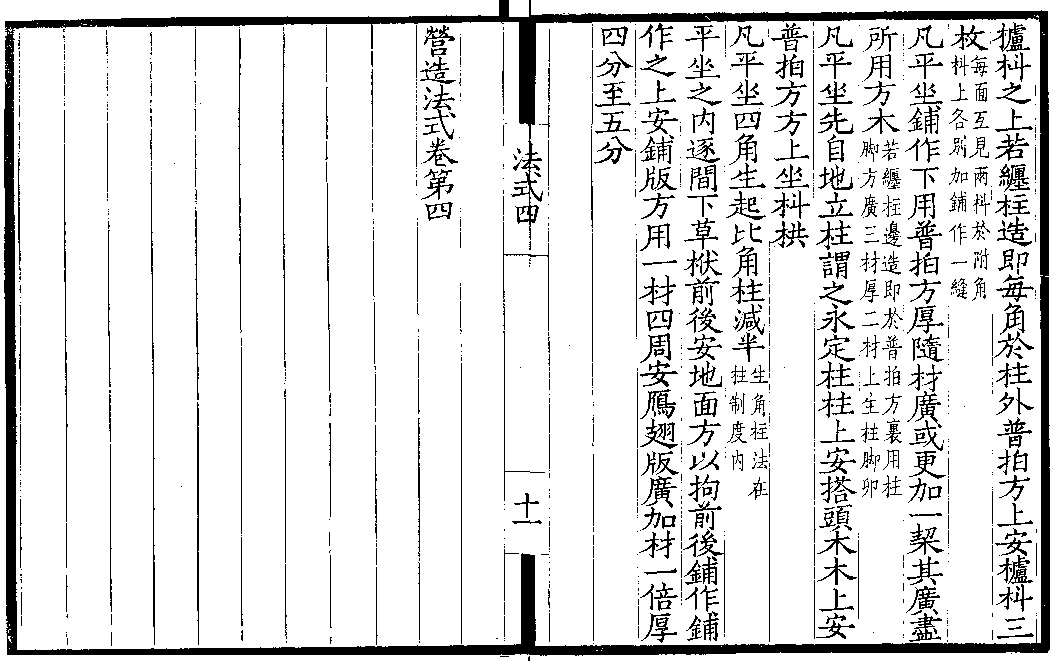 櫨枓之上若纏柱造即每角於柱外普拍方上安櫨枓三
枚每面互見兩枓於附角
枓上各别加鋪作一縫
凡平坐鋪作下用普拍方厚隨材廣或更加一栔其廣盡
所用方木若纏柱邊造即於普拍方裏用柱
脚方廣三材厚二材上生柱脚卯
凡平坐先自地立柱謂之永定柱柱上安搭頭木木上安
普拍方方上坐枓栱
凡平坐四角生起比角柱減半生角柱法在
柱制度内
平坐之内逐間下草栿前後安地面方以拘前後鋪作鋪
作之上安鋪版方用一材四周安鴈翅版廣加材一倍厚
四分至五分
法式四
十一
營造法式卷第四